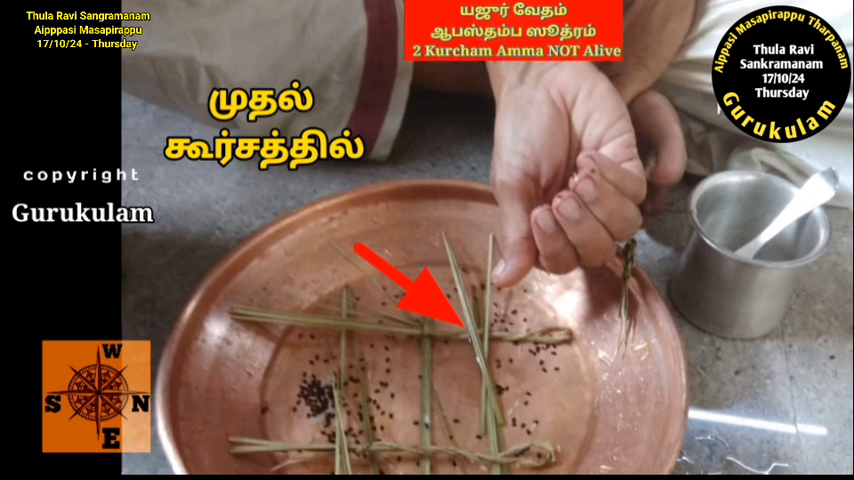 Thula Ravi Sangramanam
Aipppasi Masapirappu
17/10/24 - Thursday
யஜுர் வேதம்
ஆபஸ்தம்ப ஸூத்ரம்
2 Kurcham Amma NOT Alive
Aippasi Masapirappu Tharpanam
Thula Ravi
Sankramanam
17/10/24
Thursday
Gurukulam
முதல்
கூர்சத்தில்
copyright
Gurukulam
W
S N
E